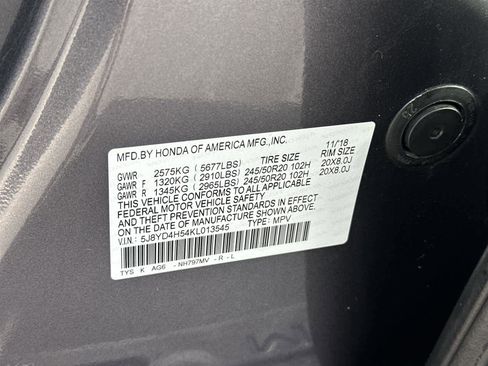 MFD.BY HONDA OF AMERICA MFG.,INC. 11/18
GVWR 2575KG ( 5677LBS) TIRE SIZE RIM SIZE
GAWR F 1320KG ( 2910LBS) 245/50R20 102H 20X8.0J
GAWR R 1345KG ( 2965LBS) 245/50R20 102H 20X8.0J
THIS VEHICLE CONFORMS TO ALL APPLICABLE
FEDERAL MOTOR VEHICLE SAFETY, BUMPER,
AND THEFT PREVENTION STANDARDS IN EFFECT
ON THE DATE OF MANUFACTURE SHOWN ABOVE.
V.I.N: 5J8YD4H54KL013545 TYPE: MPV
TYS K AG6 - NH797MV - R - L